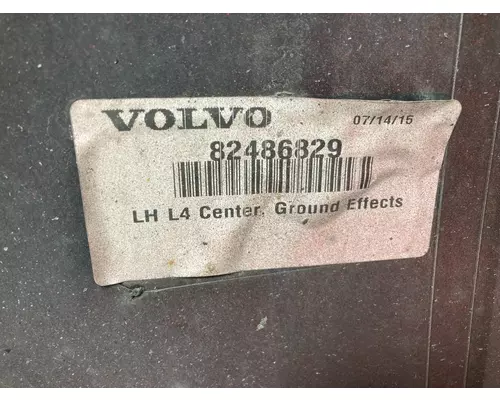 VOLVO 07/14/15
82486829
LH L4 Center, Ground Effects